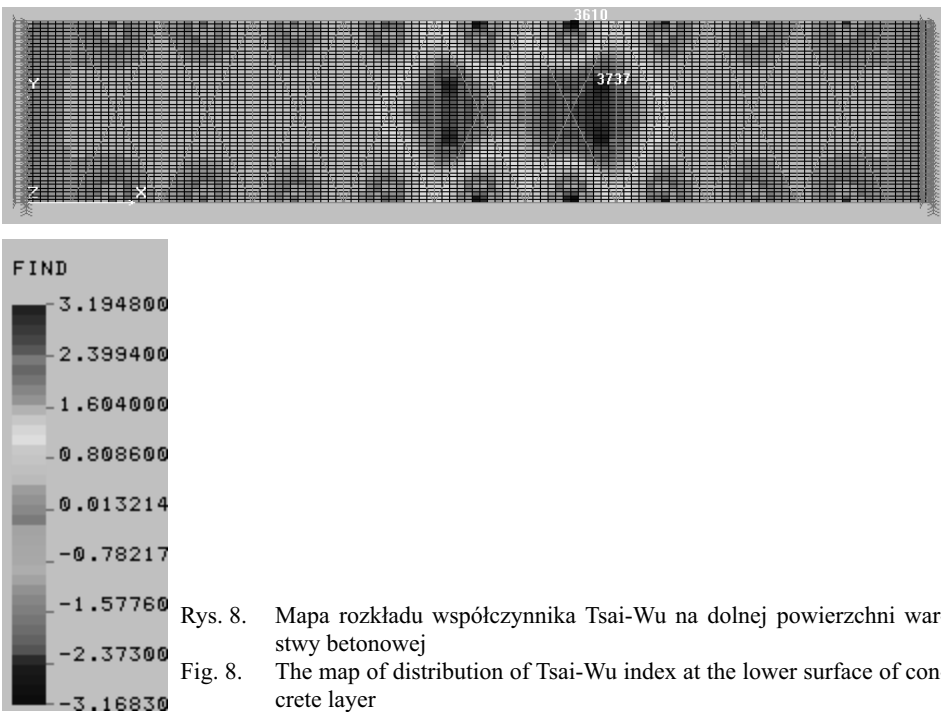 3610
3737
Y
Z X
FIND
3.194800
2.399400
1.604000
0.808600
0.013214
-0.78217
-1.57760
-2.37300
-3.16830
Rys. 8. Mapa rozkładu współczynnika Tsai-Wu na dolnej powierzchni war
stwy betonowej
Fig. 8. The map of distribution of Tsai-Wu index at the lower surface of con
crete layer